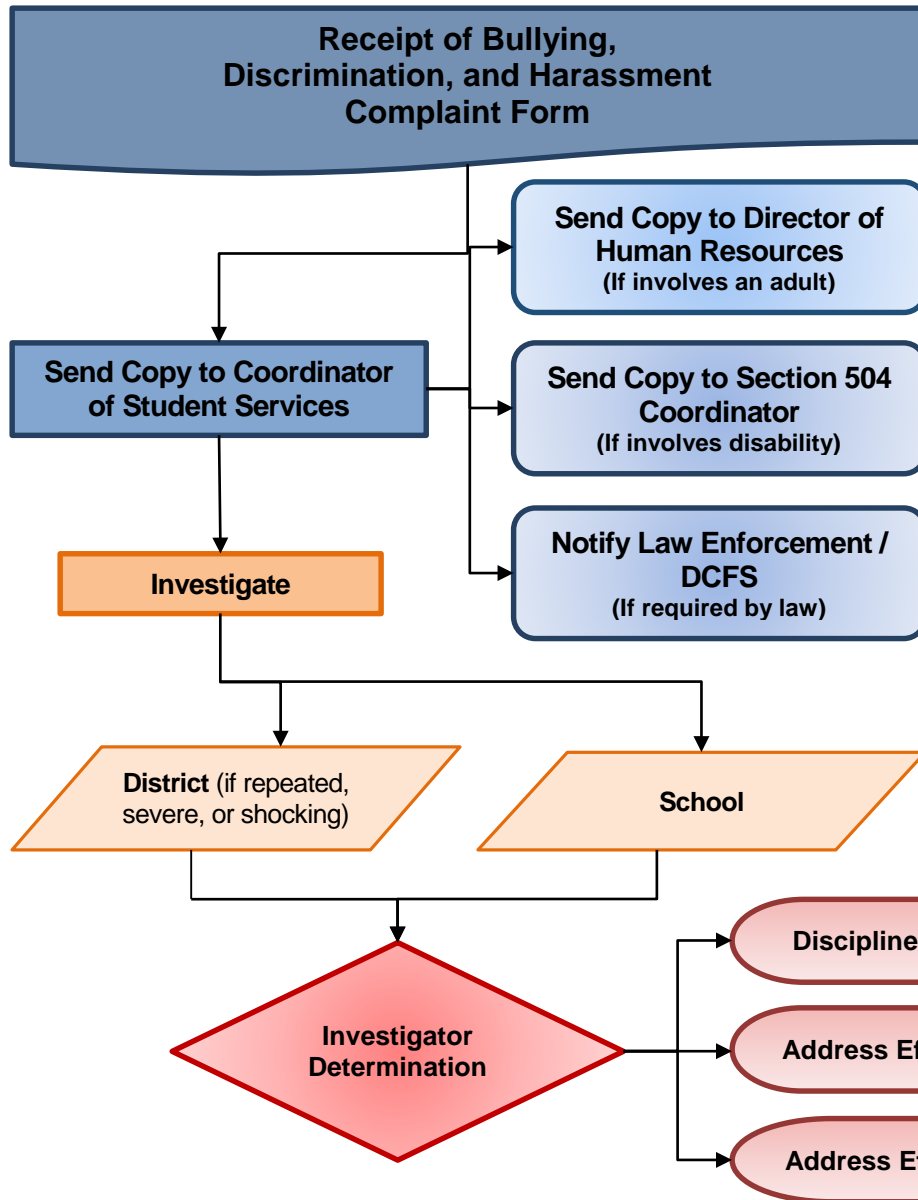 Receipt of Bullying,
Discrimination, and Harassment
Complaint Form
Send Copy to Director of
Human Resources
(If involves an adult)
Send Copy to Coordinator
of Student Services
Send Copy to Section 504
Coordinator
(If involves disability)
Notify Law Enforcement /
DCFS
(If required by law)
Investigate
District (if repeated,
severe, or shocking)
School
Investigator
Determination
Discipline
Address
Address